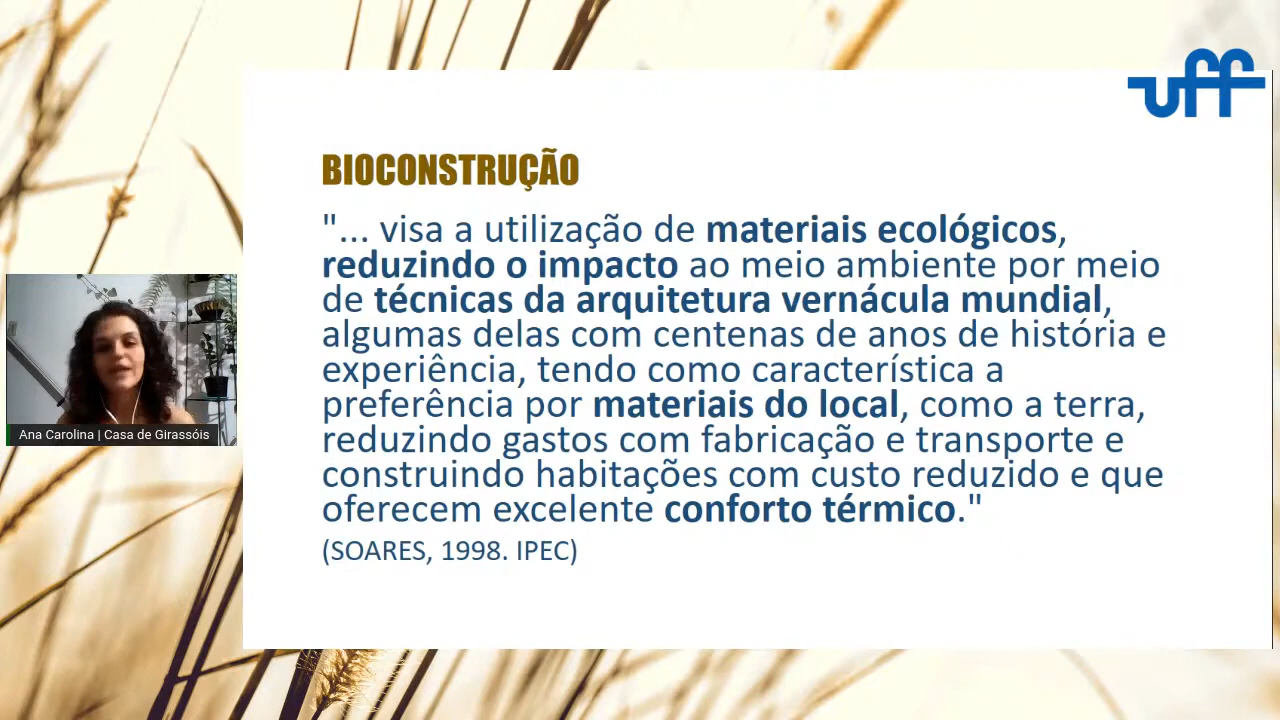 uff
BIOCONSTRUÇÃO
"... visa a utilização de materiais ecológicos,
reduzindo o impacto ao meio ambiente por meio
de técnicas da arquitetura vernácula mundial,
algumas delas com centenas de anos de história e
experiência, tendo como característica a
preferência por materiais do local, como a terra,
reduzindo gastos com fabricação e transporte e
construindo habitações com custo reduzido e que
oferecem excelente conforto térmico."
(SOARES, 1998. IPEC)
Ana Carolina | Casa de Girassóis